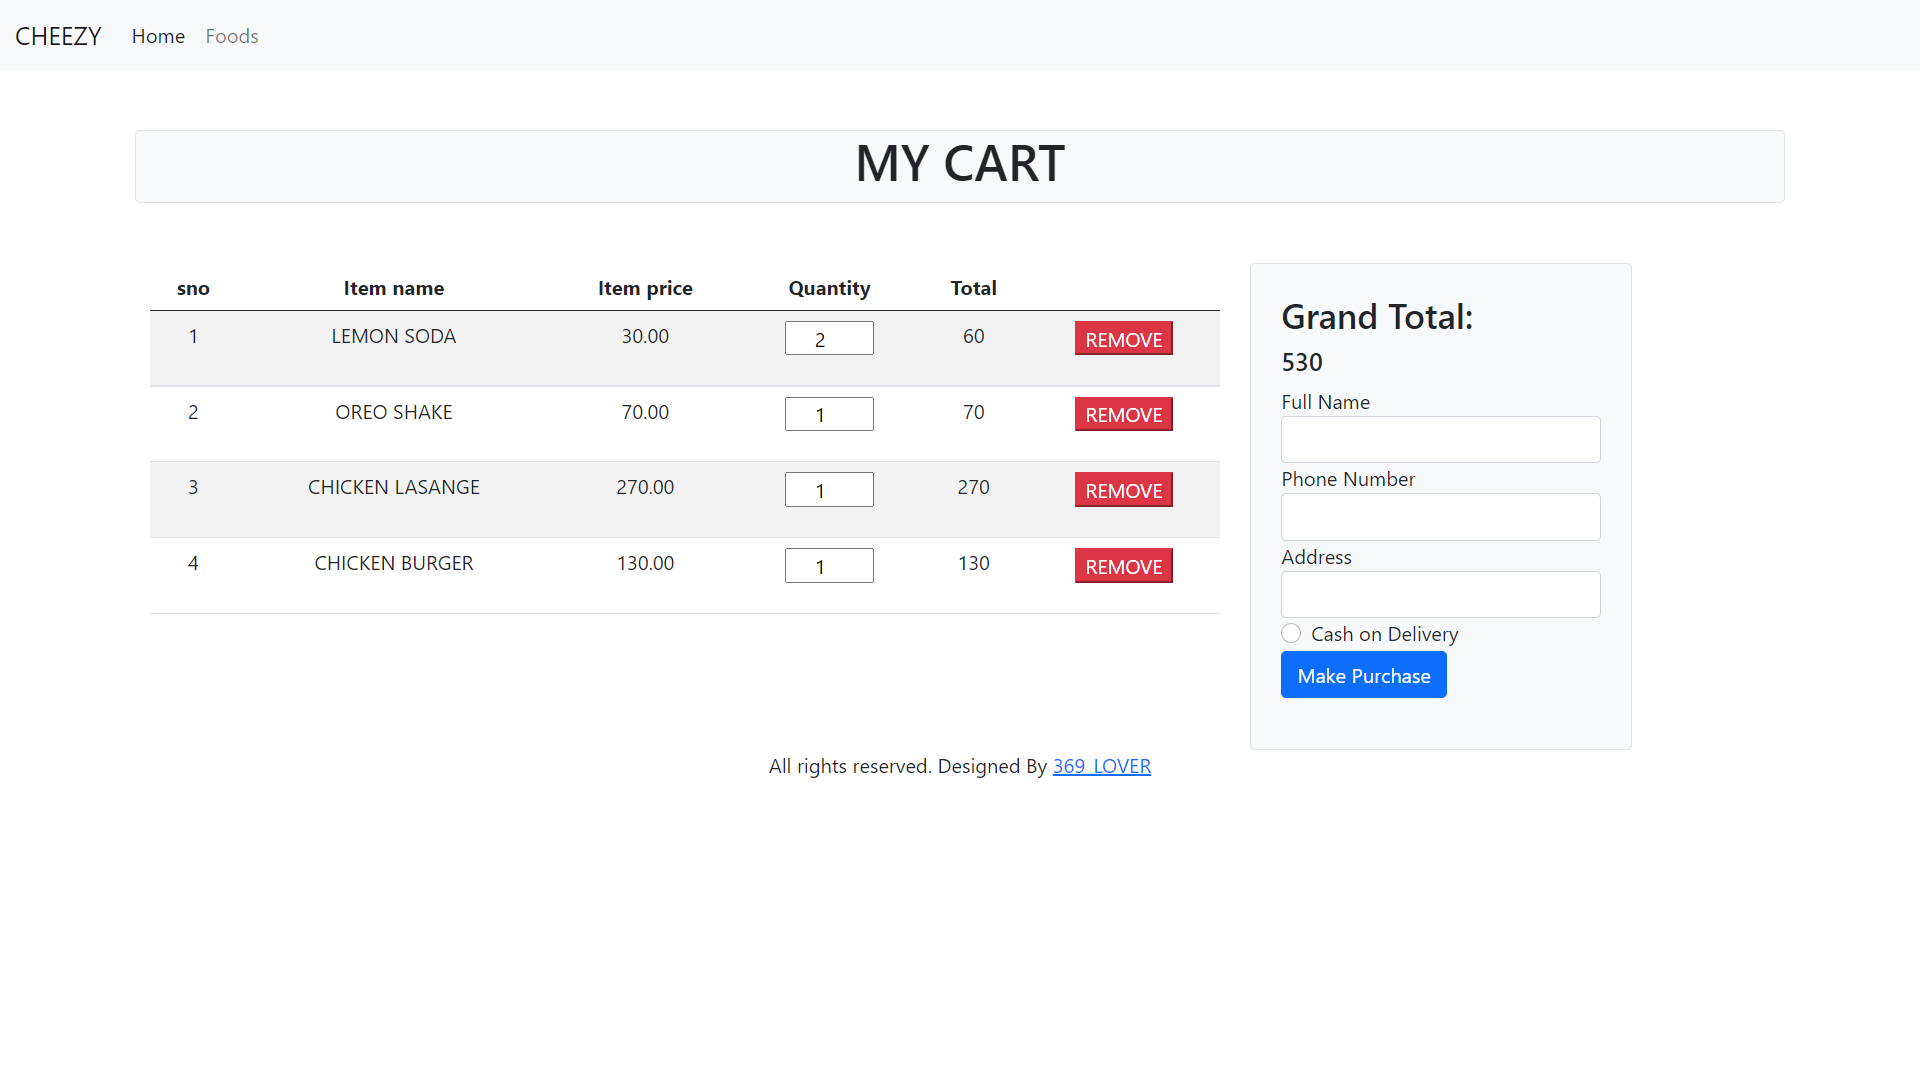 CHEEZY Home Foods
MY CART
sno Item name Item price Quantity Total
1 LEMON SODA 30.00 2 60 REMOVE
2 OREO SHAKE 70.00 1 70 REMOVE
3 CHICKEN LASANGE 270.00 1 270 REMOVE
4 CHICKEN BURGER 130.00 1 130 REMOVE
Grand Total:
530
Full Name
Phone Number
Address
Cash on Delivery
Make Purchase
All rights reserved. Designed By 369_LOVER